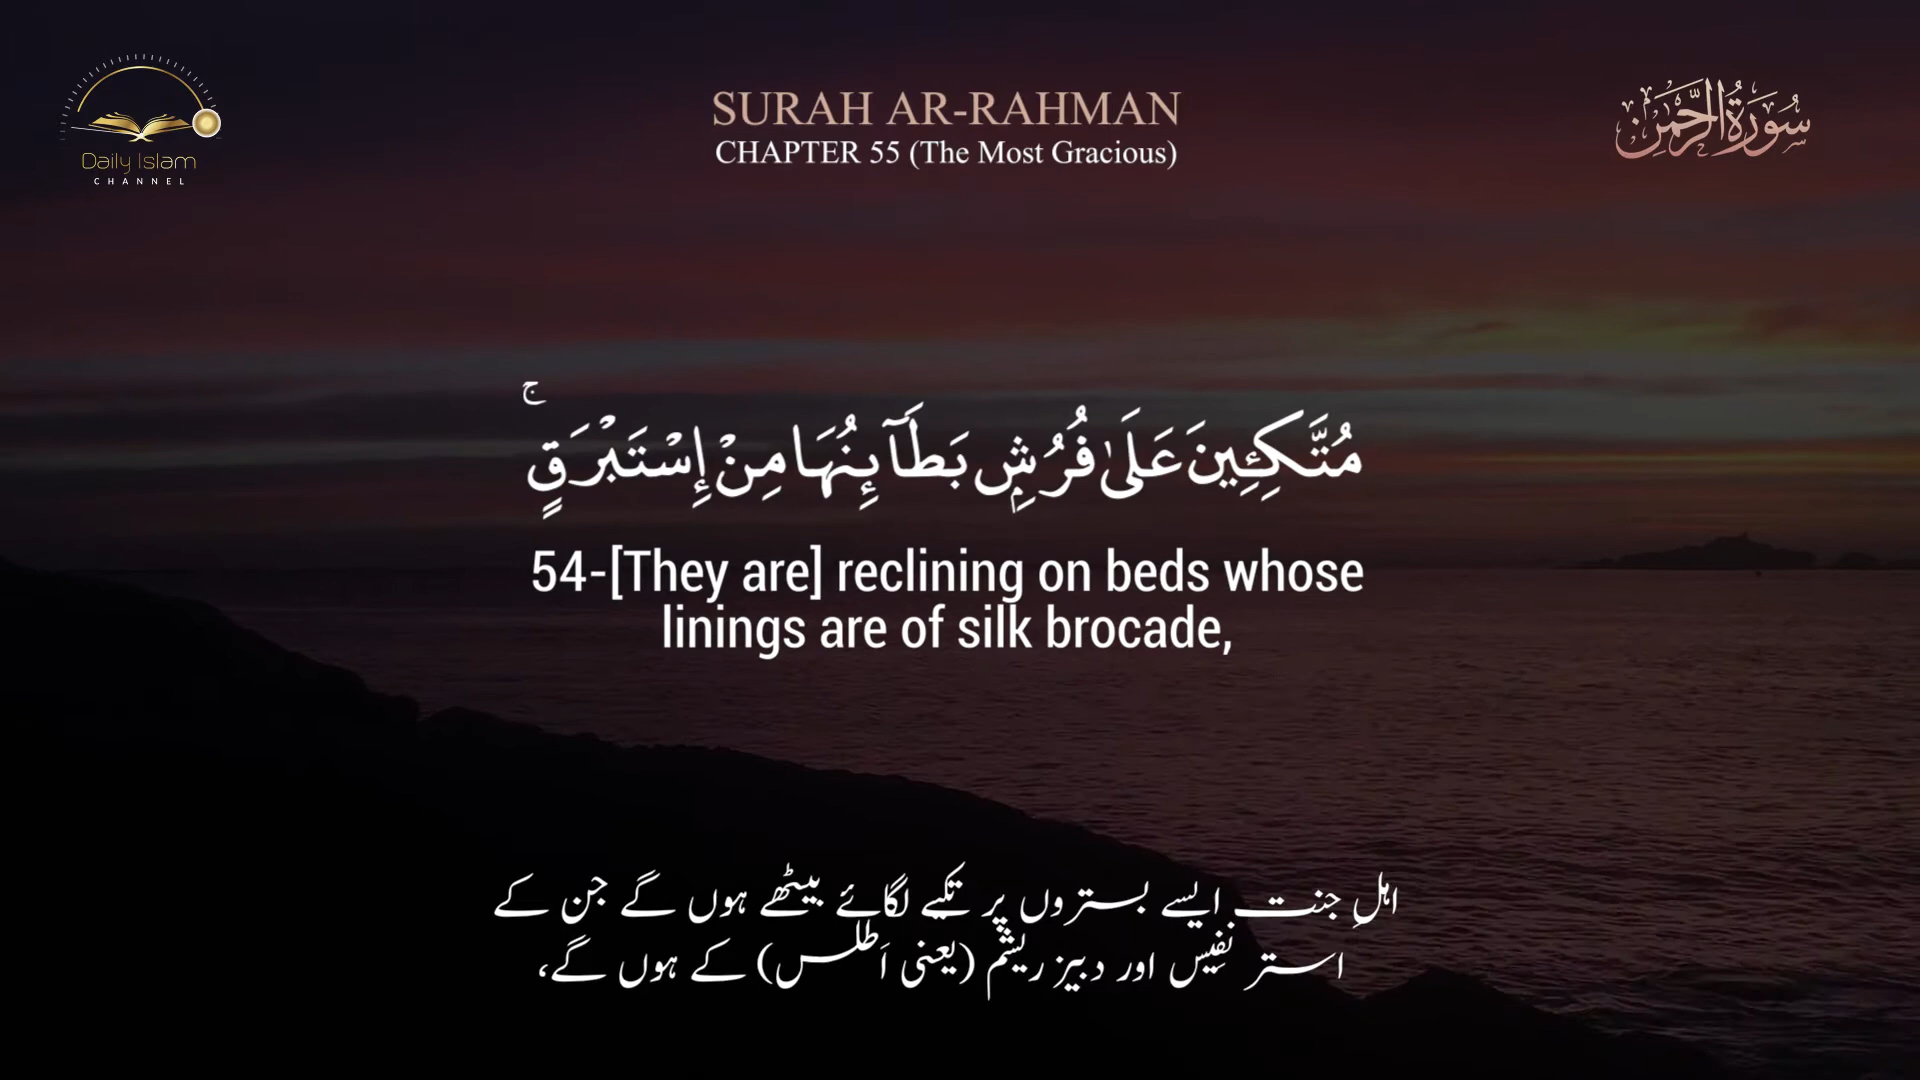 Daily Islam
CHANNEL
SURAH AR-RAHMAN
CHAPTER 55 (The Most Gracious)
سُورَةُ الرَّحْمٰن
مُتَّكِـِٔينَ عَلَىٰ فُرُشٍۭ بَطَآئِنُهَا مِنْ إِسْتَبْرَقٍ ۚ
54-[They are] reclining on beds whose
linings are of silk brocade,
اہلِ جنت ایسے بستروں پر تکیے لگائے بیٹھے ہوں گے جن کے
استر نفِیس اور دبیز ریشم (یعنی اَطلس) کے ہوں گے،